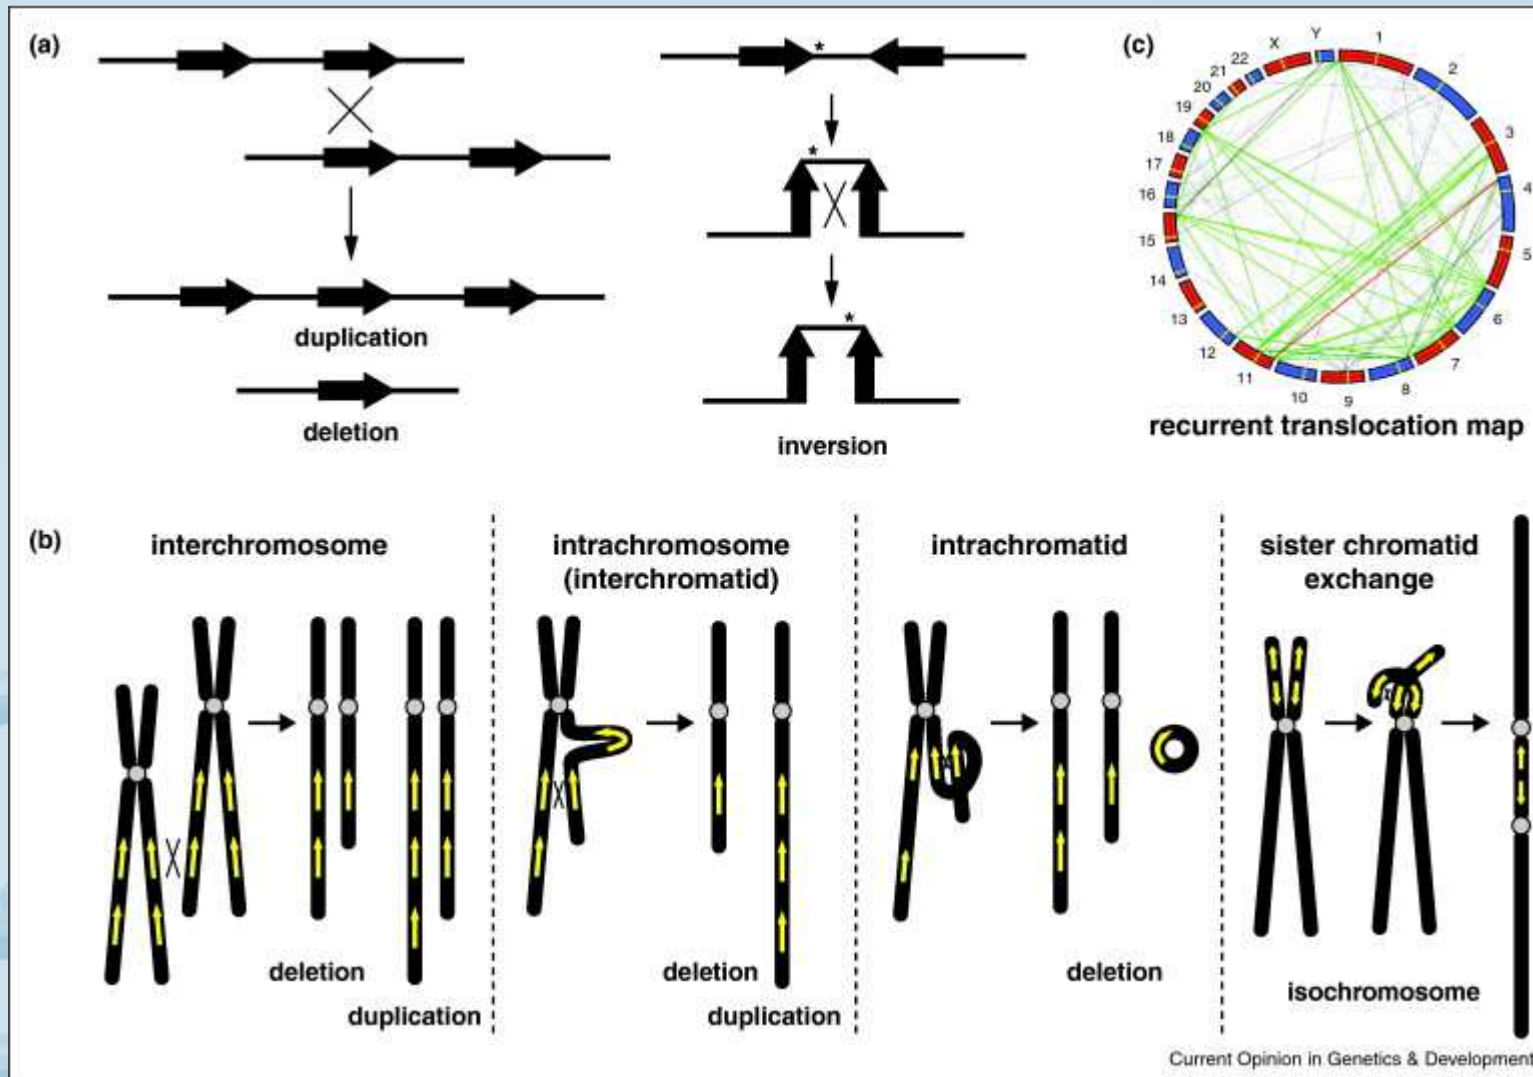 (a)
*
*
*
duplication
deletion
inversion
(c)
X
Y
1
2
3
4
5
6
7
8
9
10
11
12
13
14
15
16
17
18
19
20
21
22
recurrent translocation map
(b)
interchromosome
deletion
duplication
intrachromosome
(interchromatid)
deletion
duplication
intrachromatid
deletion
sister chromatid
exchange
isochromosome
Current Opinion in Genetics & Development